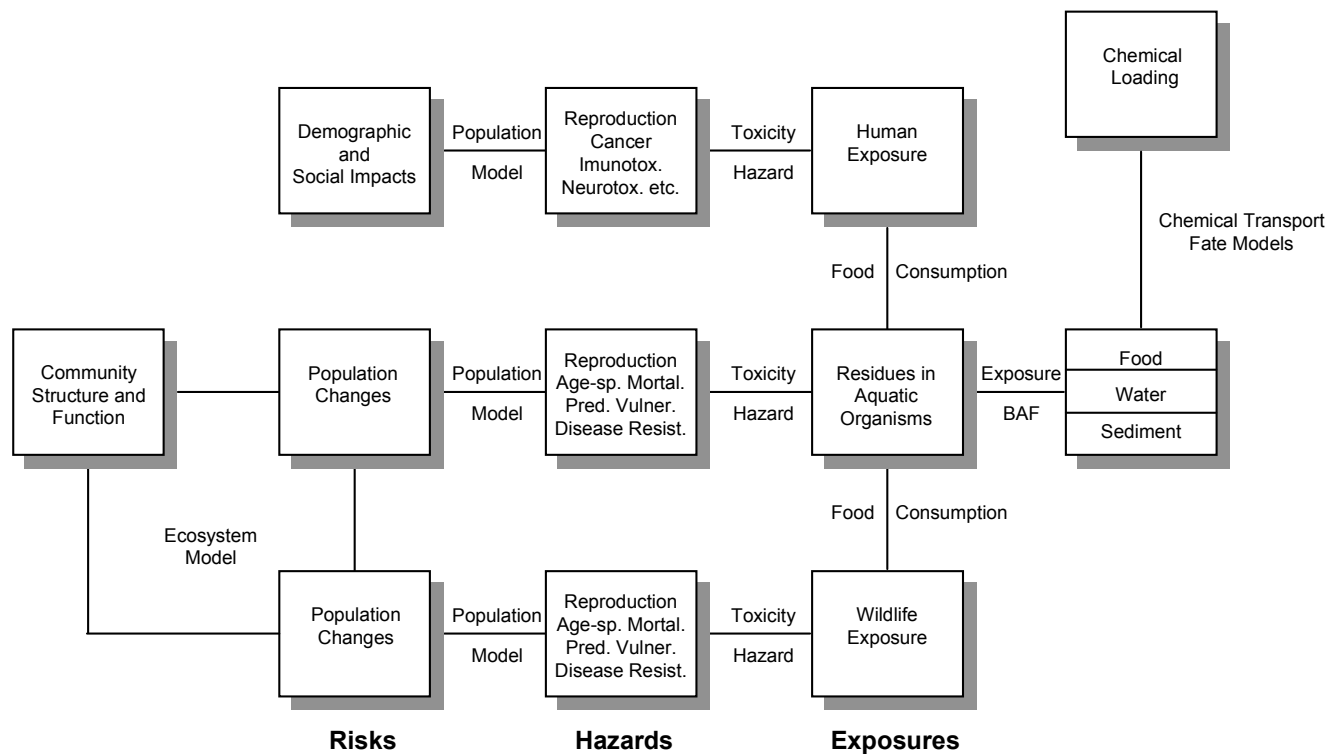 Chemical
Loading
Demographic
and
Social Impacts
Population
Model
Reproduction
Cancer
Imunotox.
Neurotox. etc.
Toxicity
Hazard
Human
Exposure
Chemical Transport
Fate Models
Food Consumption
Community
Structure and
Function
Population
Changes
Population
Model
Reproduction
Age-sp. Mortal.
Pred. Vulner.
Disease Resist.
Toxicity
Hazard
Residues in
Aquatic
Organisms
Exposure
BAF
Food
Water
Sediment
Ecosystem
Model
Food Consumption
Population
Changes
Population
Model
Reproduction
Age-sp. Mortal.
Pred. Vulner.
Disease Resist.
Toxicity
Hazard
Wildlife
Exposure
Risks
Hazards
Exposures